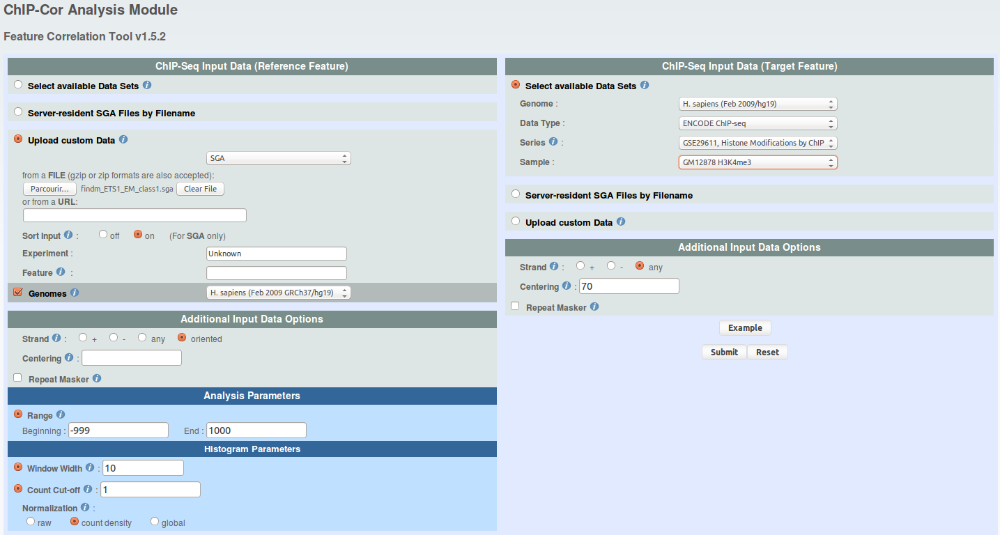 ChIP-Cor Analysis Module
Feature Correlation Tool v1.5.2
ChIP-Seq Input Data (Reference Feature)
Select available Data Sets i
Server-resident SGA Files by Filename
Upload custom Data i
SGA
from a FILE (gzip or zip formats are also accepted):
Parcourir... findm_ETS1_EM_class1.sga Clear File
or from a URL:
Sort Input i : off on (For SGA only)
Experiment : Unknown
Feature i :
Genomes i H. sapiens (Feb 2009 GRCh37/hg19)
Additional Input Data Options
Strand i : + - any oriented
Centering i :
Repeat Masker i
Analysis Parameters
Range i
Beginning : -999 End : 1000
Histogram Parameters
Window Width i : 10
Count Cut-off i : 1
Normalization i :
raw count density global
ChIP-Seq Input Data (Target Feature)
Select available Data Sets i
Genome : H. sapiens (Feb 2009/hg19)
Data Type : ENCODE ChIP-seq
Series i : GSE29611, Histone Modifications by ChIP
Sample : GM12878 H3K4me3
Server-resident SGA Files by Filename
Upload custom Data i
Additional Input Data Options
Strand i : + - any
Centering i : 70
Repeat Masker i
Example
Submit Reset